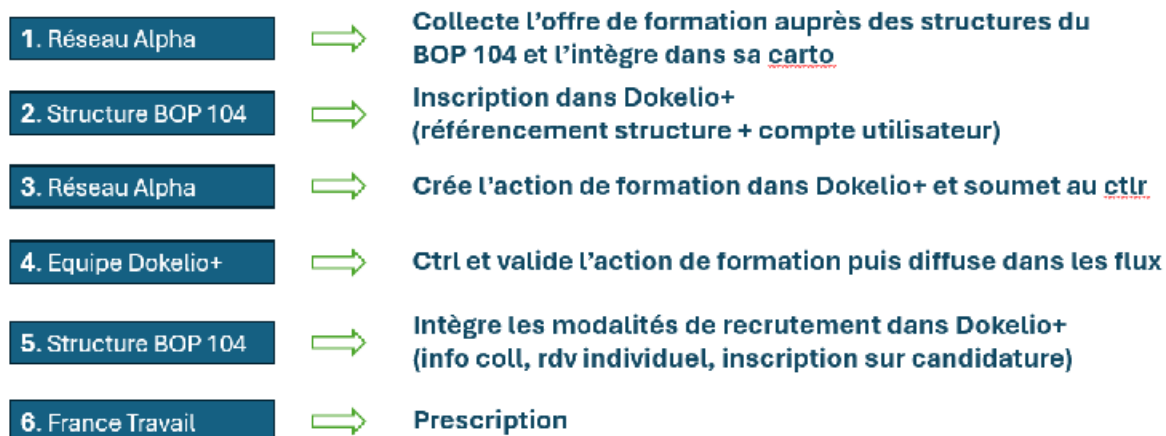 1. Réseau Alpha
Collecte l'offre de formation auprès des structures du
BOP 104 et l'intègre dans sa carto
2. Structure BOP 104
Inscription dans Dokelio+
(référencement structure + compte utilisateur)
3. Réseau Alpha
Crée l'action de formation dans Dokelio+ et soumet au ctlr
4. Equipe Dokelio+
Ctrl et valide l'action de formation puis diffuse dans les flux
5. Structure BOP 104
Intègre les modalités de recrutement dans Dokelio+
(info coll, rdv individuel, inscription sur candidature)
6. France Travail
Prescription